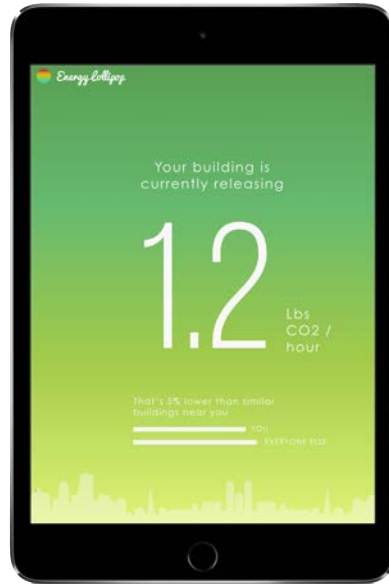 Energy Lollipop
Your building is
currently releasing
1.2
Lbs
CO2 /
hour
That's 3% lower than similar
buildings near you
YOU
EVERYONE ELSE